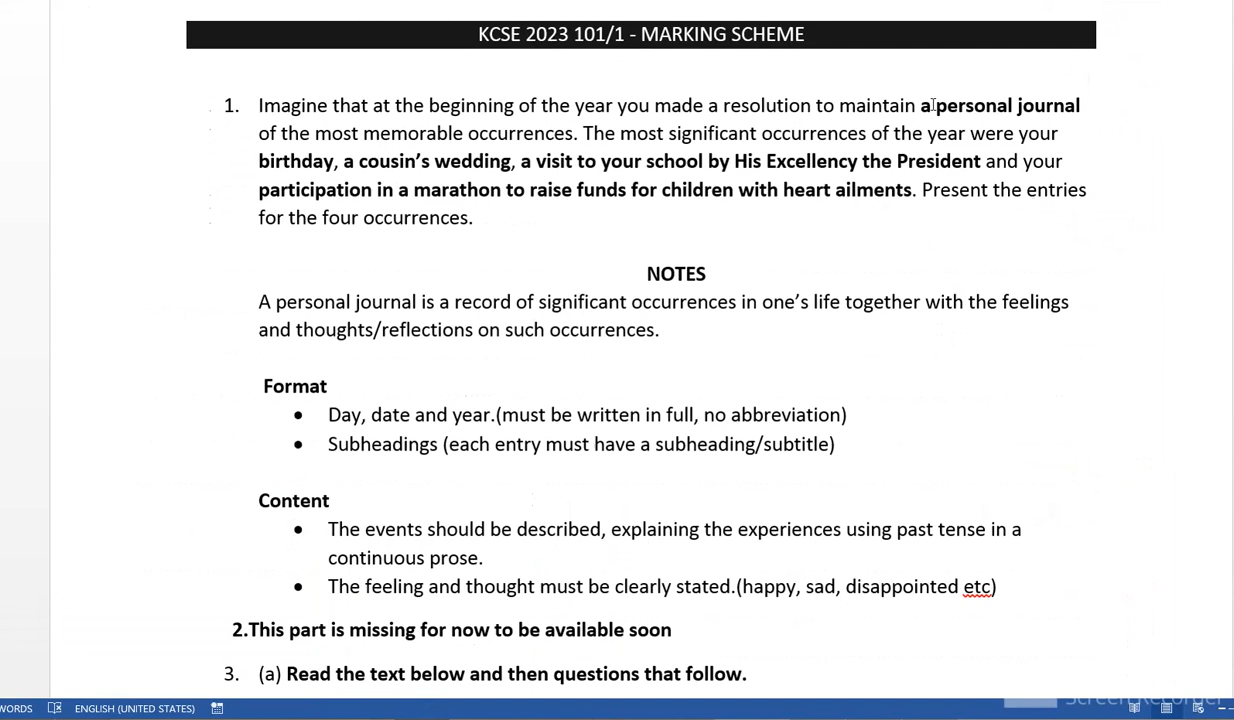 KCSE 2023 101/1 - MARKING SCHEME
1. Imagine that at the beginning of the year you made a resolution to maintain a personal journal
of the most memorable occurrences. The most significant occurrences of the year were your
birthday, a cousin's wedding, a visit to your school by His Excellency the President and your
participation in a marathon to raise funds for children with heart ailments. Present the entries
for the four occurrences.
NOTES
A personal journal is a record of significant occurrences in one's life together with the feelings
and thoughts/reflections on such occurrences.
Format
• Day, date and year.(must be written in full, no abbreviation)
• Subheadings (each entry must have a subheading/subtitle)
Content
• The events should be described, explaining the experiences using past tense in a
continuous prose.
• The feeling and thought must be clearly stated.(happy, sad, disappointed etc)
2.This part is missing for now to be available soon
3. (a) Read the text below and then questions that follow.
WORDS ENGLISH (UNITED STATES)